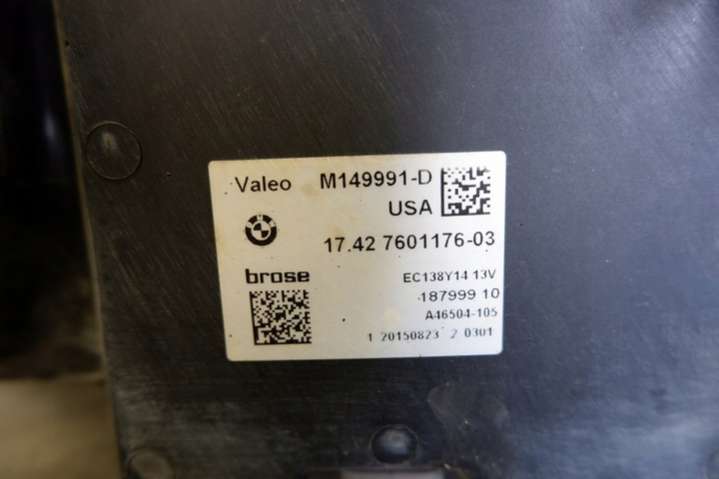 Valeo M149991-D
USA
17.42 7601176-03
brose EC138Y14 13V
187999 10
A46504-105
1 20150823 2 0301